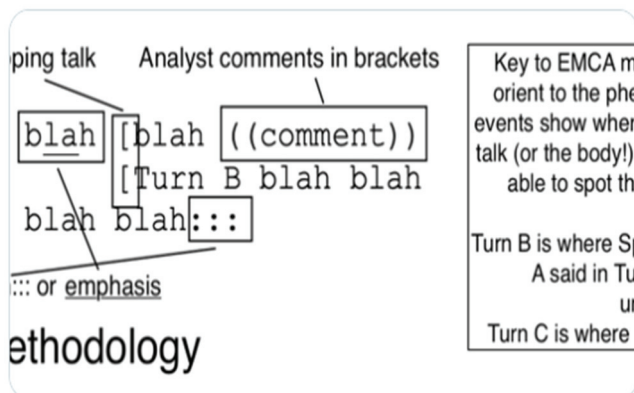 ping talk
Analyst comments in brackets
blah [blah ((comment))
[Turn B blah blah
blah blah:::
::: or emphasis
ethodology
Key to EMCA m
orient to the phe
events show wher
talk (or the body!)
able to spot th
Turn B is where Sp
A said in Tu
un
Turn C is where